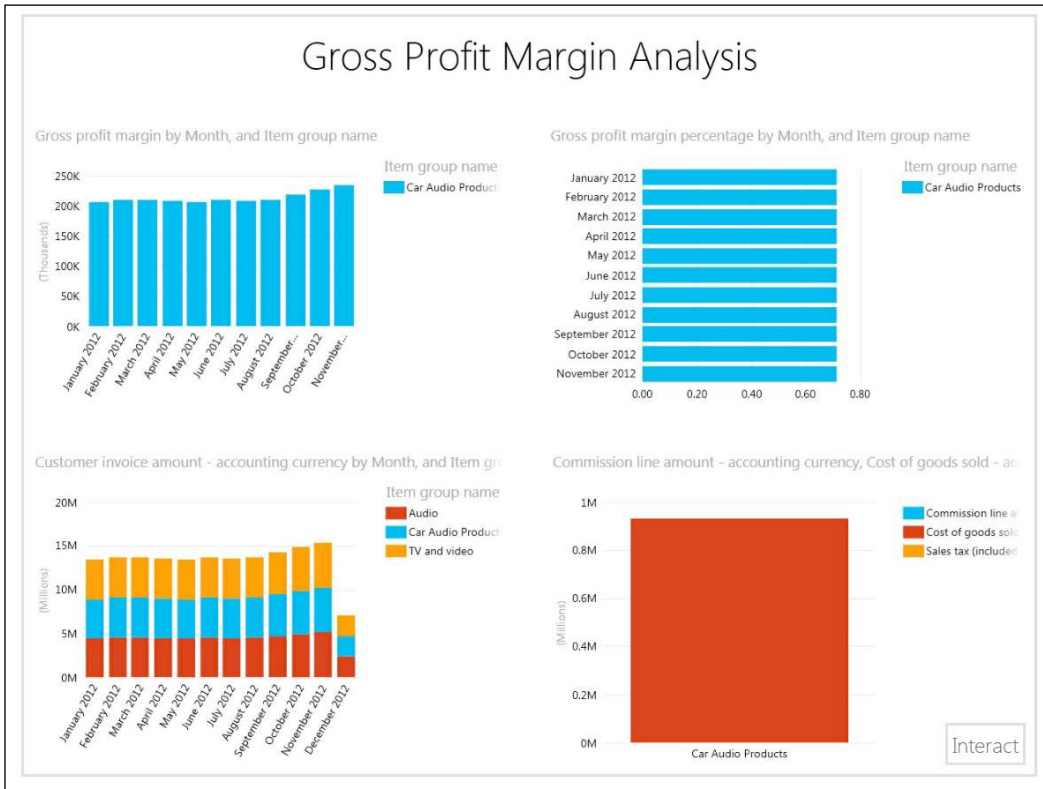 Gross Profit Margin Analysis
Gross profit margin by Month, and Item group name
Item group name
Car Audio Product
(Thousands)
250K
200K
150K
100K
50K
0K
January 2012
February 2012
March 2012
April 2012
May 2012
June 2012
July 2012
August 2012
September...
October 2012
November...
Gross profit margin percentage by Month, and Item group name
Item group name
Car Audio Products
January 2012
February 2012
March 2012
April 2012
May 2012
June 2012
July 2012
August 2012
September 2012
October 2012
November 2012
0.00 0.20 0.40 0.60 0.80
Customer invoice amount - accounting currency by Month, and Item gr
Item group name
Audio
Car Audio Product
TV and video
(Millions)
20M
15M
10M
5M
0M
January 2012
February 2012
March 2012
April 2012
May 2012
June 2012
July 2012
August 2012
September 2012
October 2012
November 2012
December 2012
Commission line amount - accounting currency, Cost of goods sold - ac
Commission line a
Cost of goods sol
Sales tax (included
(Millions)
1M
0.8M
0.6M
0.4M
0.2M
0M
Car Audio Products
Interact